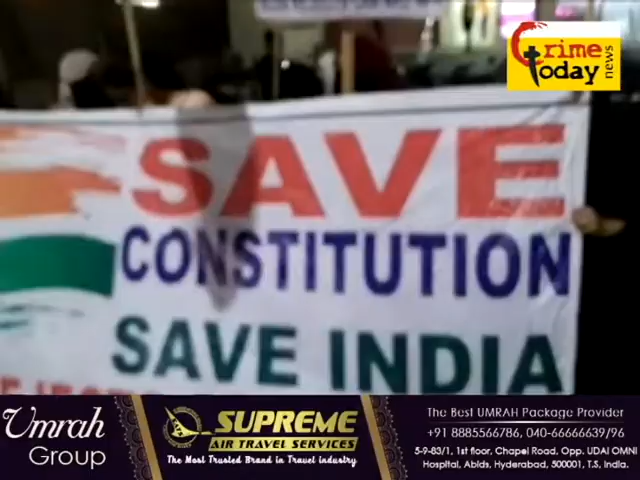 Crime
Today
news
SAVE
CONSTITUTION
SAVE INDIA
Umrah
Group
SUPREME
AIR TRAVEL SERVICES
The Most Trusted Brand in Travel industry
The Best UMRAH Package Provider
+91 8885566786, 040-66666639/96
5-9-83/1, 1st floor, Chapel Road, Opp. UDAI OMNI
Hospital, Abids, Hyderabad, 500001, T.S, India.